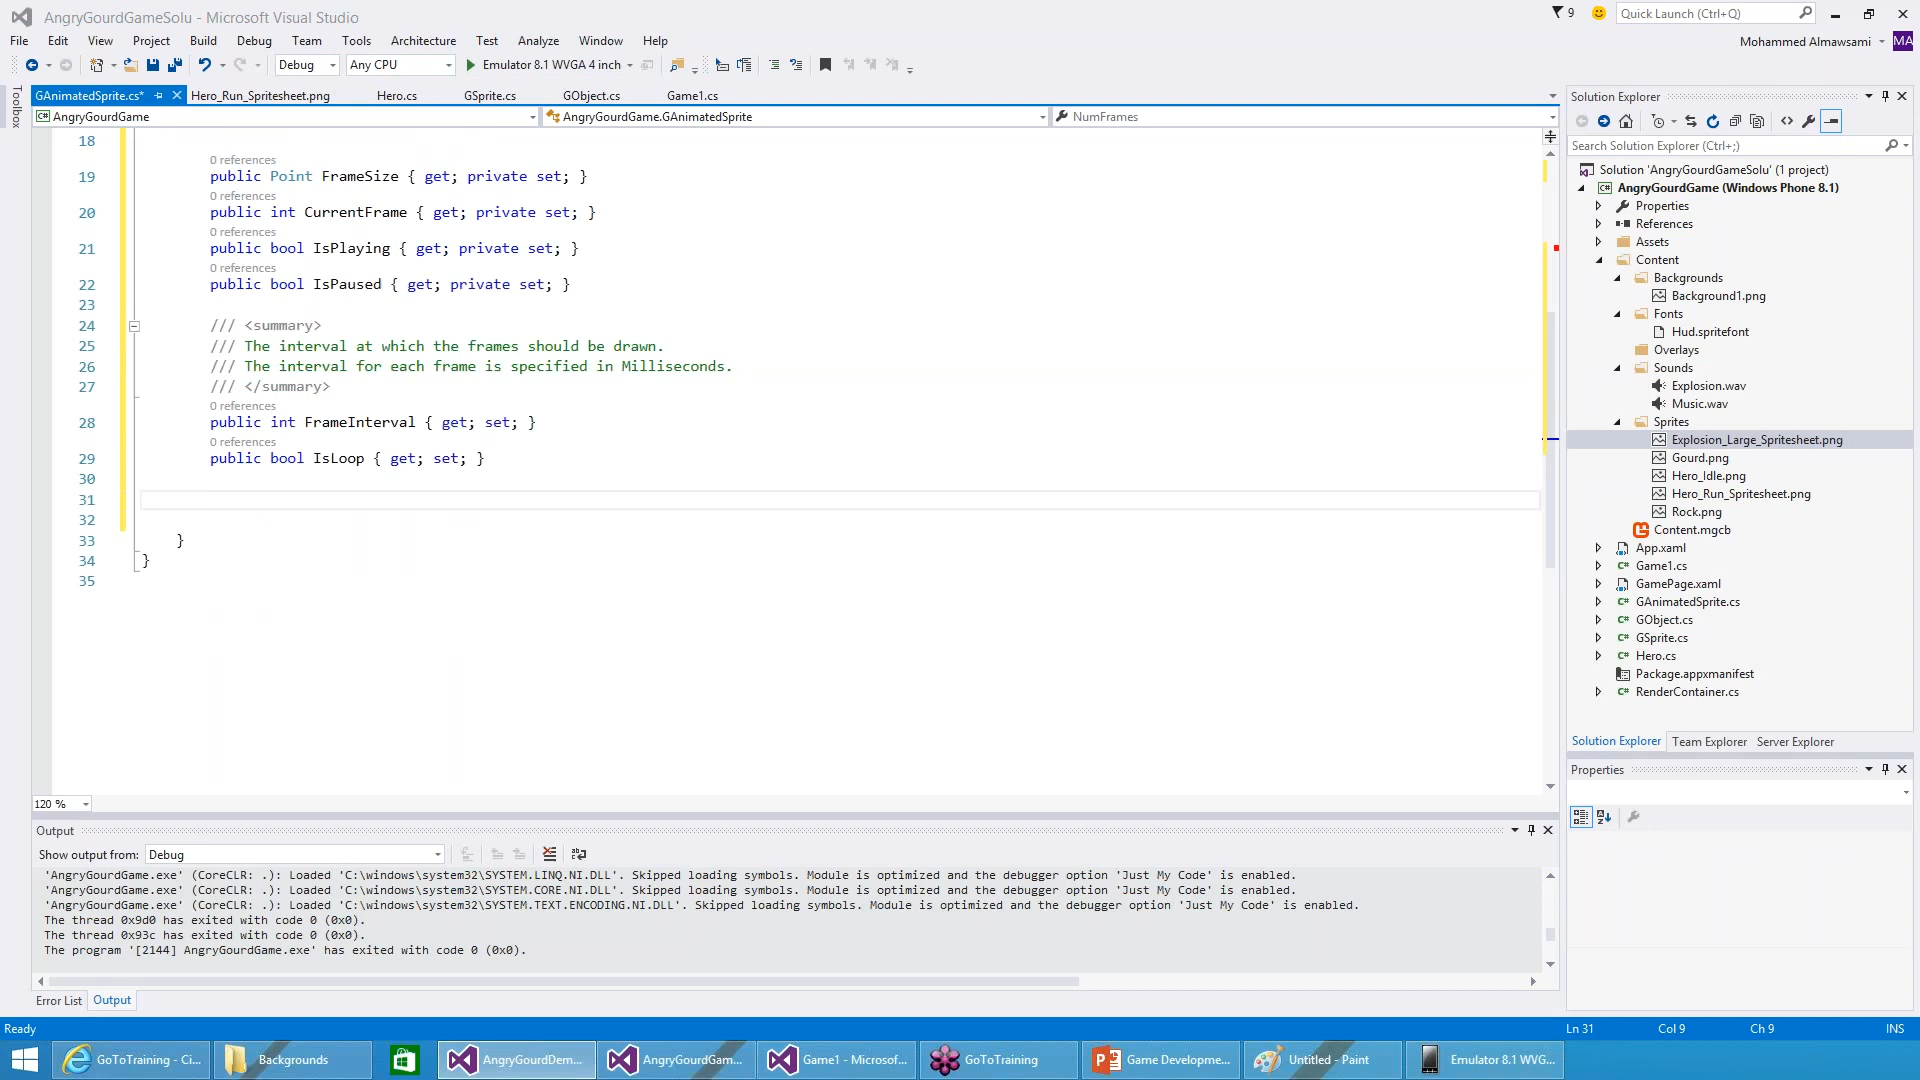 AngryGourdGameSolu - Microsoft Visual Studio
9
Quick Launch (Ctrl+Q)
File Edit View Project Build Debug Team Tools Architecture Test Analyze Window Help
Mohammed Almawsami
MA
Debug
Any CPU
Emulator 8.1 WVGA 4 inch
Toolbox
GAnimatedSprite.cs*
Hero_Run_Spritesheet.png
Hero.cs
GSprite.cs
GObject.cs
Game1.cs
AngryGourdGame
AngryGourdGame.GAnimatedSprite
NumFrames
18
0 references
19 public Point FrameSize { get; private set; }
0 references
20 public int CurrentFrame { get; private set; }
0 references
21 public bool IsPlaying { get; private set; }
0 references
22 public bool IsPaused { get; private set; }
23
24 /// <summary>
25 /// The interval at which the frames should be drawn.
26 /// The interval for each frame is specified in Milliseconds.
27 /// </summary>
0 references
28 public int FrameInterval { get; set; }
0 references
29 public bool IsLoop { get; set; }
30
31
32
33 }
34 }
35
120 %
Output
Show output from: Debug
'AngryGourdGame.exe' (CoreCLR: .): Loaded 'C:\windows\system32\SYSTEM.LINQ.NI.DLL'. Skipped loading symbols. Module is optimized and the debugger option 'Just My Code' is enabled.
'AngryGourdGame.exe' (CoreCLR: .): Loaded 'C:\windows\system32\SYSTEM.CORE.NI.DLL'. Skipped loading symbols. Module is optimized and the debugger option 'Just My Code' is enabled.
'AngryGourdGame.exe' (CoreCLR: .): Loaded 'C:\windows\system32\SYSTEM.TEXT.ENCODING.NI.DLL'. Skipped loading symbols. Module is optimized and the debugger option 'Just My Code' is enabled.
The thread 0x9d0 has exited with code 0 (0x0).
The thread 0x93c has exited with code 0 (0x0).
The program '[2144] AngryGourdGame.exe' has exited with code 0 (0x0).
Error List
Output
Solution Explorer
Search Solution Explorer (Ctrl+;)
Solution 'AngryGourdGameSolu' (1 project)
AngryGourdGame (Windows Phone 8.1)
Properties
References
Assets
Content
Backgrounds
Background1.png
Fonts
Hud.spritefont
Overlays
Sounds
Explosion.wav
Music.wav
Sprites
Explosion_Large_Spritesheet.png
Gourd.png
Hero_Idle.png
Hero_Run_Spritesheet.png
Rock.png
Content.mgcb
App.xaml
Game1.cs
GamePage.xaml
GAnimatedSprite.cs
GObject.cs
GSprite.cs
Hero.cs
Package.appxmanifest
RenderContainer.cs
Solution Explorer
Team Explorer
Server Explorer
Properties
Ready
Ln 31
Col 9
Ch 9
INS
GoToTraining - Ci...
Backgrounds
AngryGourdDem...
AngryGourdGam...
Game1 - Microsof...
GoToTraining
Game Developme...
Untitled - Paint
Emulator 8.1 WVG...